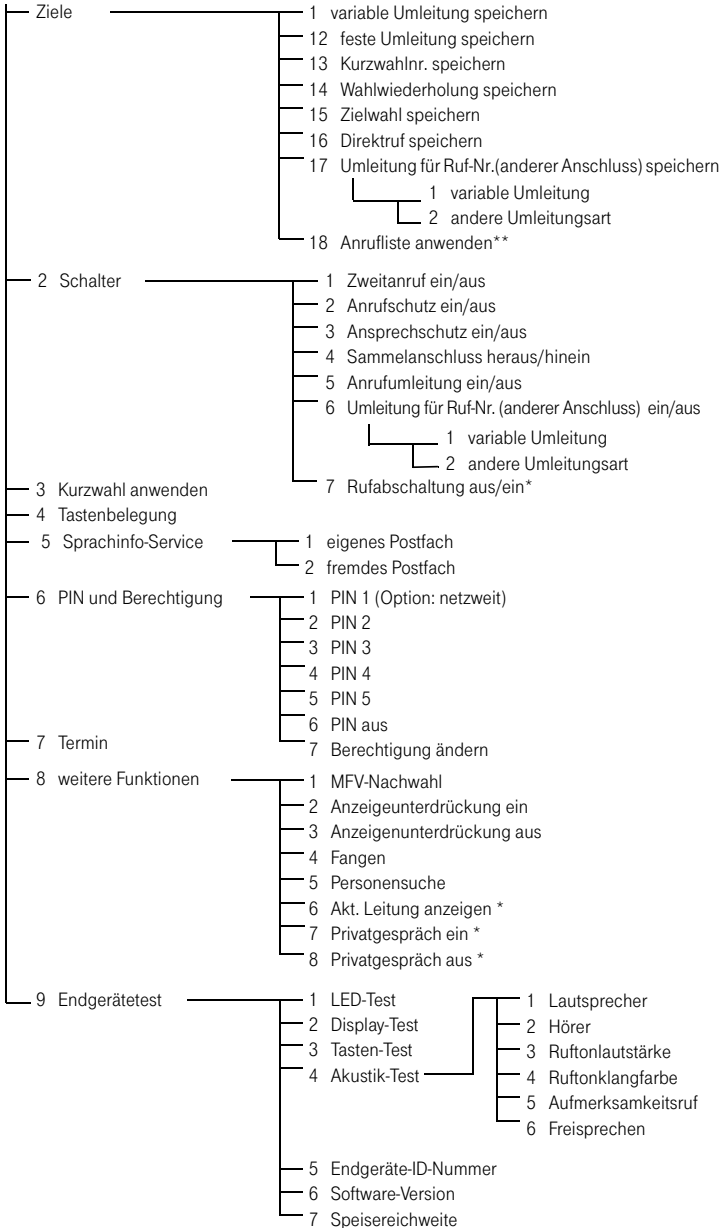 Ziele
1 variable Umleitung speichern
12 feste Umleitung speichern
13 Kurzwahlnr. speichern
14 Wahlwiederholung speichern
15 Zielwahl speichern
16 Direktruf speichern
17 Umleitung für Ruf-Nr.(anderer Anschluss) speichern
1 variable Umleitung
2 andere Umleitungsart
18 Anrufliste anwenden**
2 Schalter
1 Zweitanruf ein/aus
2 Anrufschutz ein/aus
3 Ansprechschutz ein/aus
4 Sammelanschluss heraus/hinein
5 Anrufumleitung ein/aus
6 Umleitung für Ruf-Nr. (anderer Anschluss) ein/aus
1 variable Umleitung
2 andere Umleitungsart
7 Rufabschaltung aus/ein*
3 Kurzwahl anwenden
4 Tastenbelegung
5 Sprachinfo-Service
1 eigenes Postfach
2 fremdes Postfach
6 PIN und Berechtigung
1 PIN 1 (Option: netzweit)
2 PIN 2
3 PIN 3
4 PIN 4
5 PIN 5
6 PIN aus
7 Berechtigung ändern
7 Termin
8 weitere Funktionen
1 MFV-Nachwahl
2 Anzeigeunterdrückung ein
3 Anzeigenunterdrückung aus
4 Fangen
5 Personensuche
6 Akt. Leitung anzeigen *
7 Privatgespräch ein *
8 Privatgespräch aus *
9 Endgerätetest
1 LED-Test
2 Display-Test
3 Tasten-Test
4 Akustik-Test
1 Lautsprecher
2 Hörer
3 Ruftonlautstärke
4 Ruftonklangfarbe
5 Aufmerksamkeitsruf
6 Freisprechen
5 Endgeräte-ID-Nummer
6 Software-Version
7 Speisereichweite